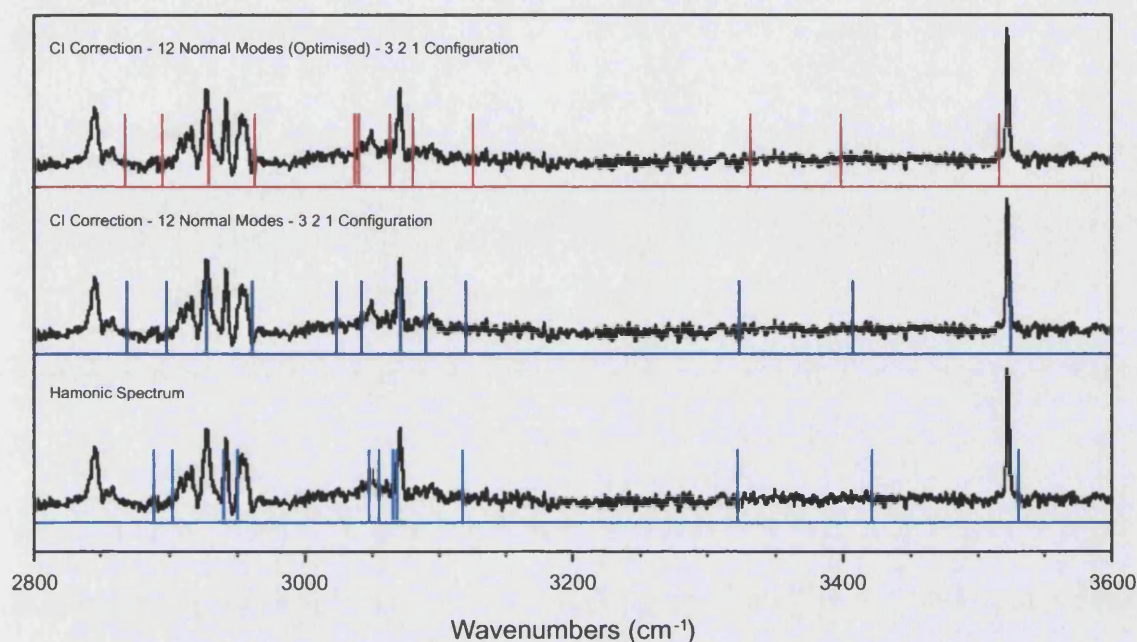 CI Correction - 12 Normal Modes (Optimised) - 3 2 1 Configuration
CI Correction - 12 Normal Modes - 3 2 1 Configuration
Hamonic Spectrum
2800 3000 3200 3400 3600
Wavenumbers (cm⁻¹)